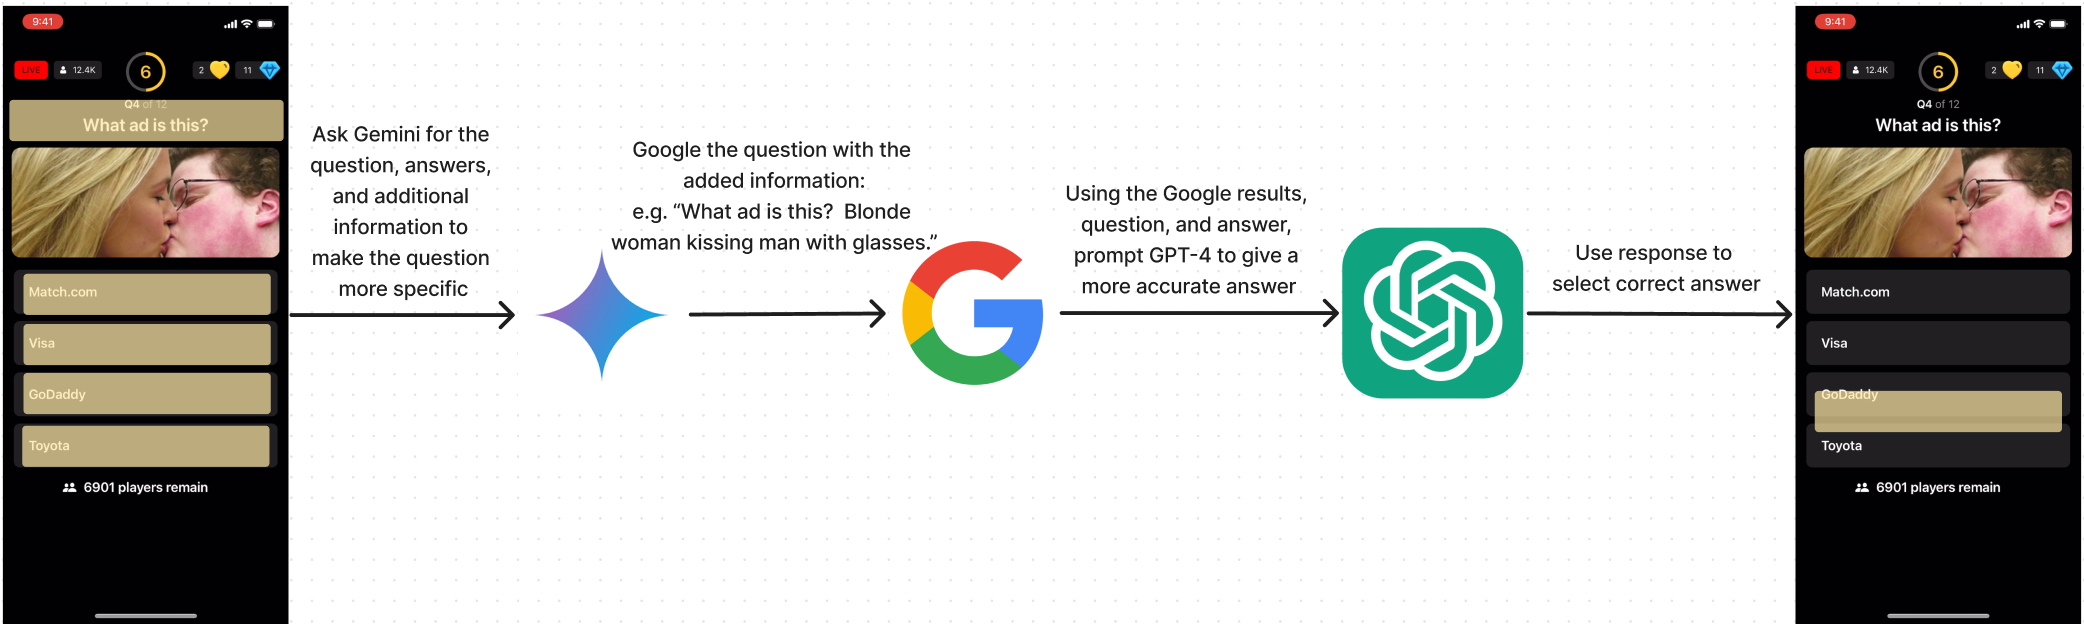 9:41
LIVE
12.4K
6
2
11
Q4 of 12
What ad is this?
Match.com
Visa
GoDaddy
Toyota
6901 players remain
Ask Gemini for the
question, answers,
and additional
information to
make the question
more specific
Google the question with the
added information:
e.g. “What ad is this?  Blonde
woman kissing man with glasses.”
Using the Google results,
question, and answer,
prompt GPT-4 to give a
more accurate answer
Use response to
select correct answer
9:41
LIVE
12.4K
6
2
11
Q4 of 12
What ad is this?
Match.com
Visa
GoDaddy
Toyota
6901 players remain